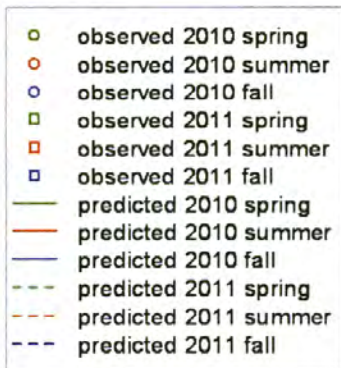 observed 2010 spring
observed 2010 summer
observed 2010 fall
observed 2011 spring
observed 2011 summer
observed 2011 fall
predicted 2010 spring
predicted 2010 summer
predicted 2010 fall
predicted 2011 spring
predicted 2011 summer
predicted 2011 fall